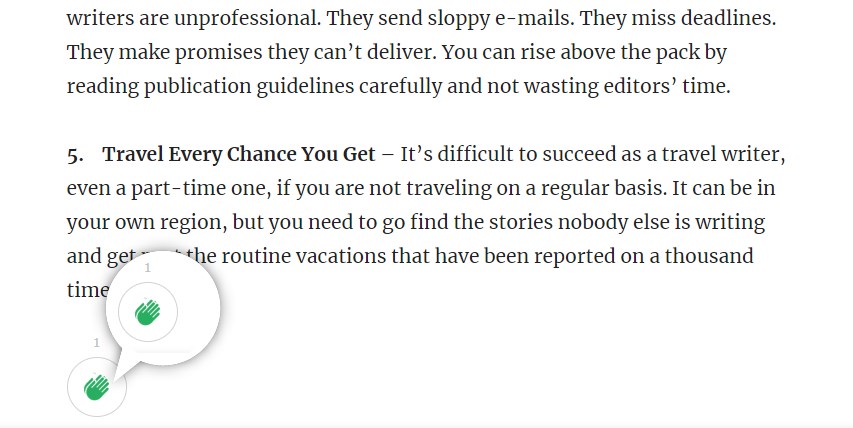 writers are unprofessional. They send sloppy e-mails. They miss deadlines.
They make promises they can’t deliver. You can rise above the pack by
reading publication guidelines carefully and not wasting editors’ time.
5. Travel Every Chance You Get – It’s difficult to succeed as a travel writer,
even a part-time one, if you are not traveling on a regular basis. It can be in
your own region, but you need to go find the stories nobody else is writing
and get the routine vacations that have been reported on a thousand
time
1
1